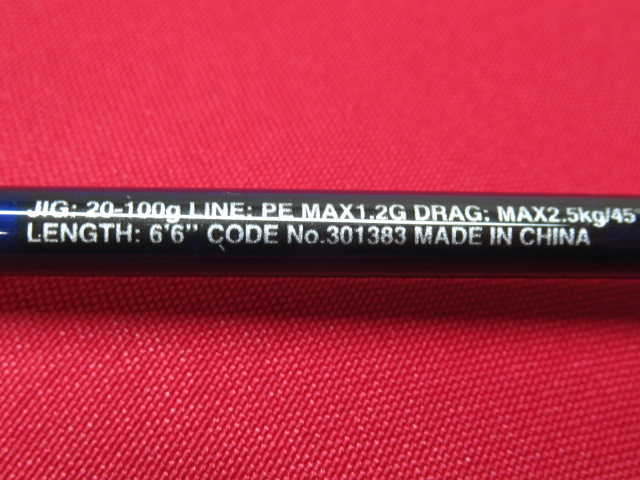 JIG: 20-100g LINE: PE MAX1.2G DRAG: MAX2.5kg/45°
LENGTH: 6'6" CODE No.301383 MADE IN CHINA